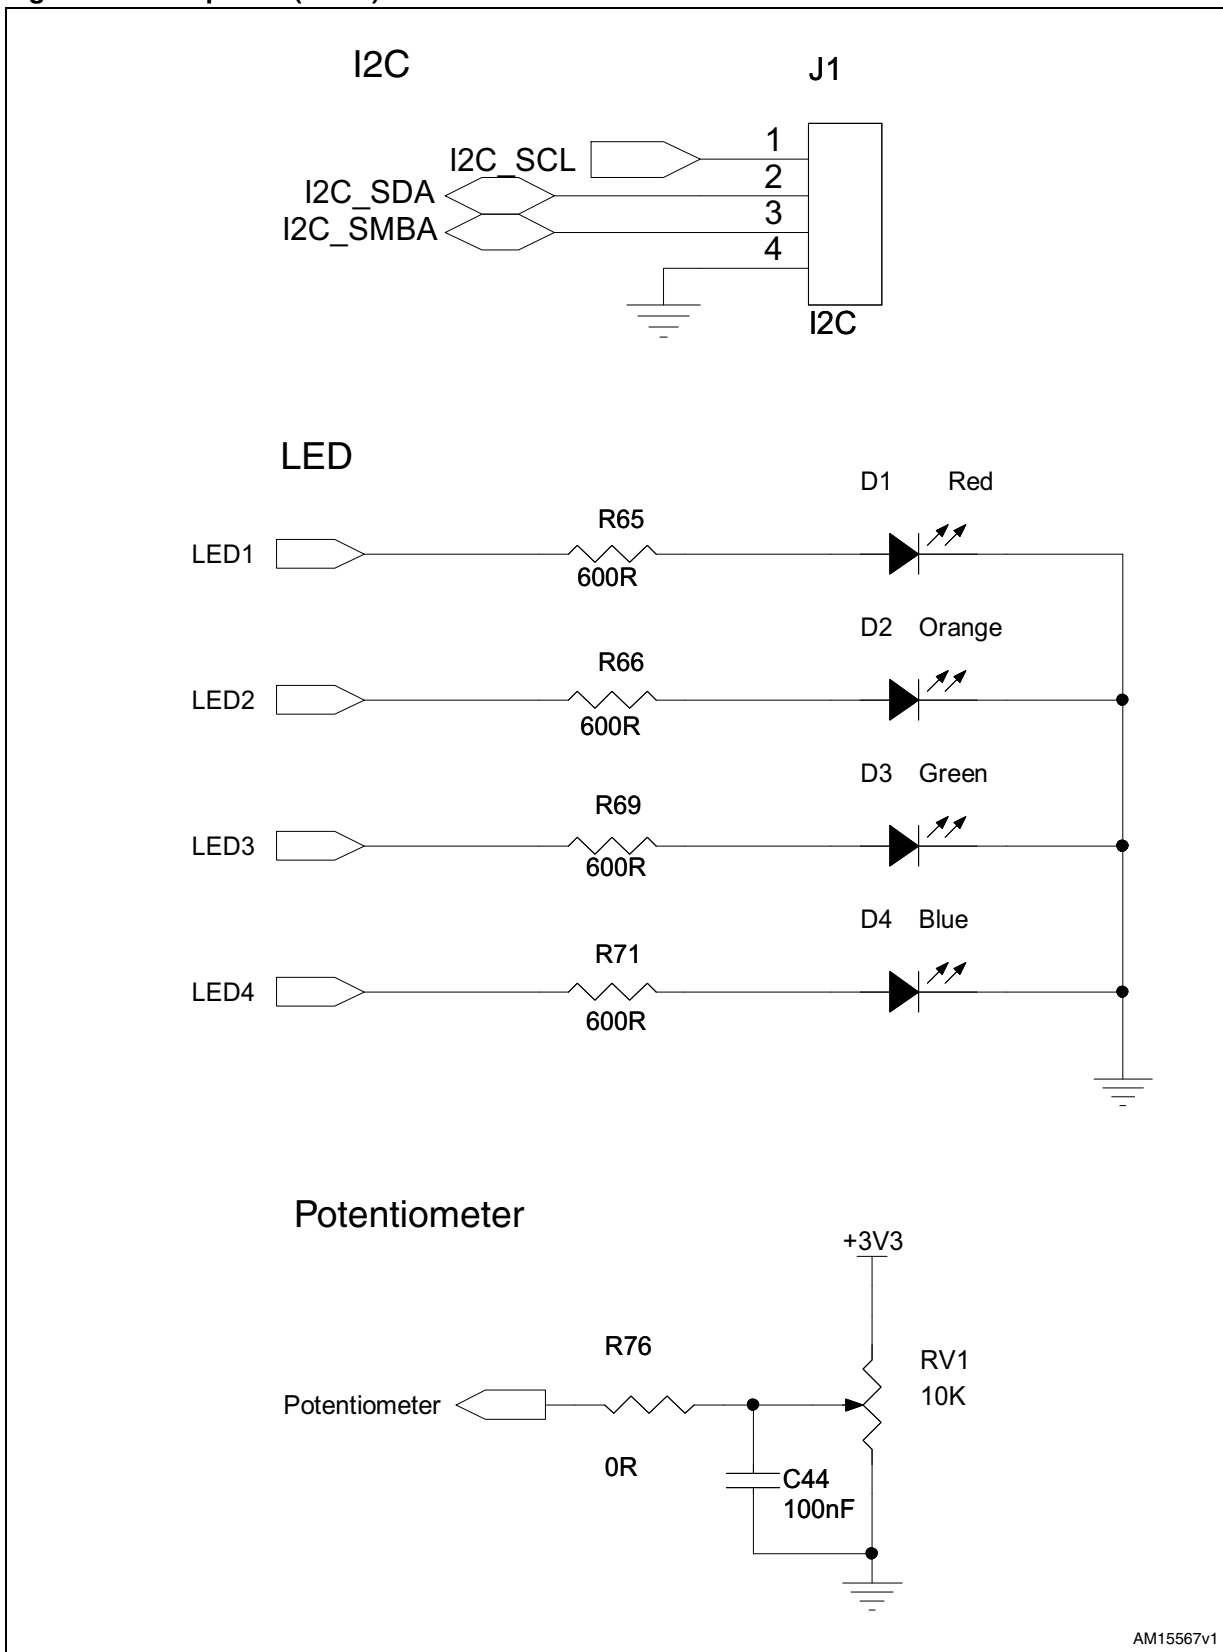 I2C
J1
I2C_SCL
1
I2C_SDA
2
I2C_SMBA
3
4
I2C
LED
D1 Red
R65
LED1
600R
D2 Orange
R66
LED2
600R
D3 Green
R69
LED3
600R
D4 Blue
R71
LED4
600R
Potentiometer
+3V3
R76
RV1
10K
Potentiometer
0R
C44
100nF
AM15567v1